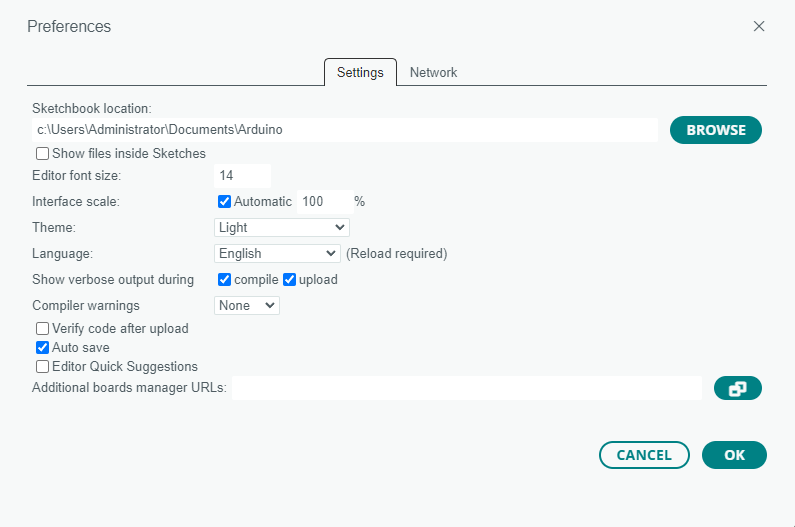 Preferences
Settings Network
Sketchbook location:
c:\Users\Administrator\Documents\Arduino
BROWSE
Show files inside Sketches
Editor font size: 14
Interface scale: Automatic 100 %
Theme: Light
Language: English (Reload required)
Show verbose output during compile upload
Compiler warnings None
Verify code after upload
Auto save
Editor Quick Suggestions
Additional boards manager URLs:
CANCEL OK